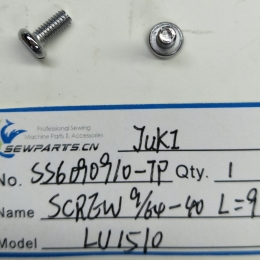 Professional Sewing
Machine Parts & Accessories
SEWPARTS.CN
JUKI
No. SS6090910-TP Qty. 1
Name SCREW 9/64-40 L=9
Model LU1510